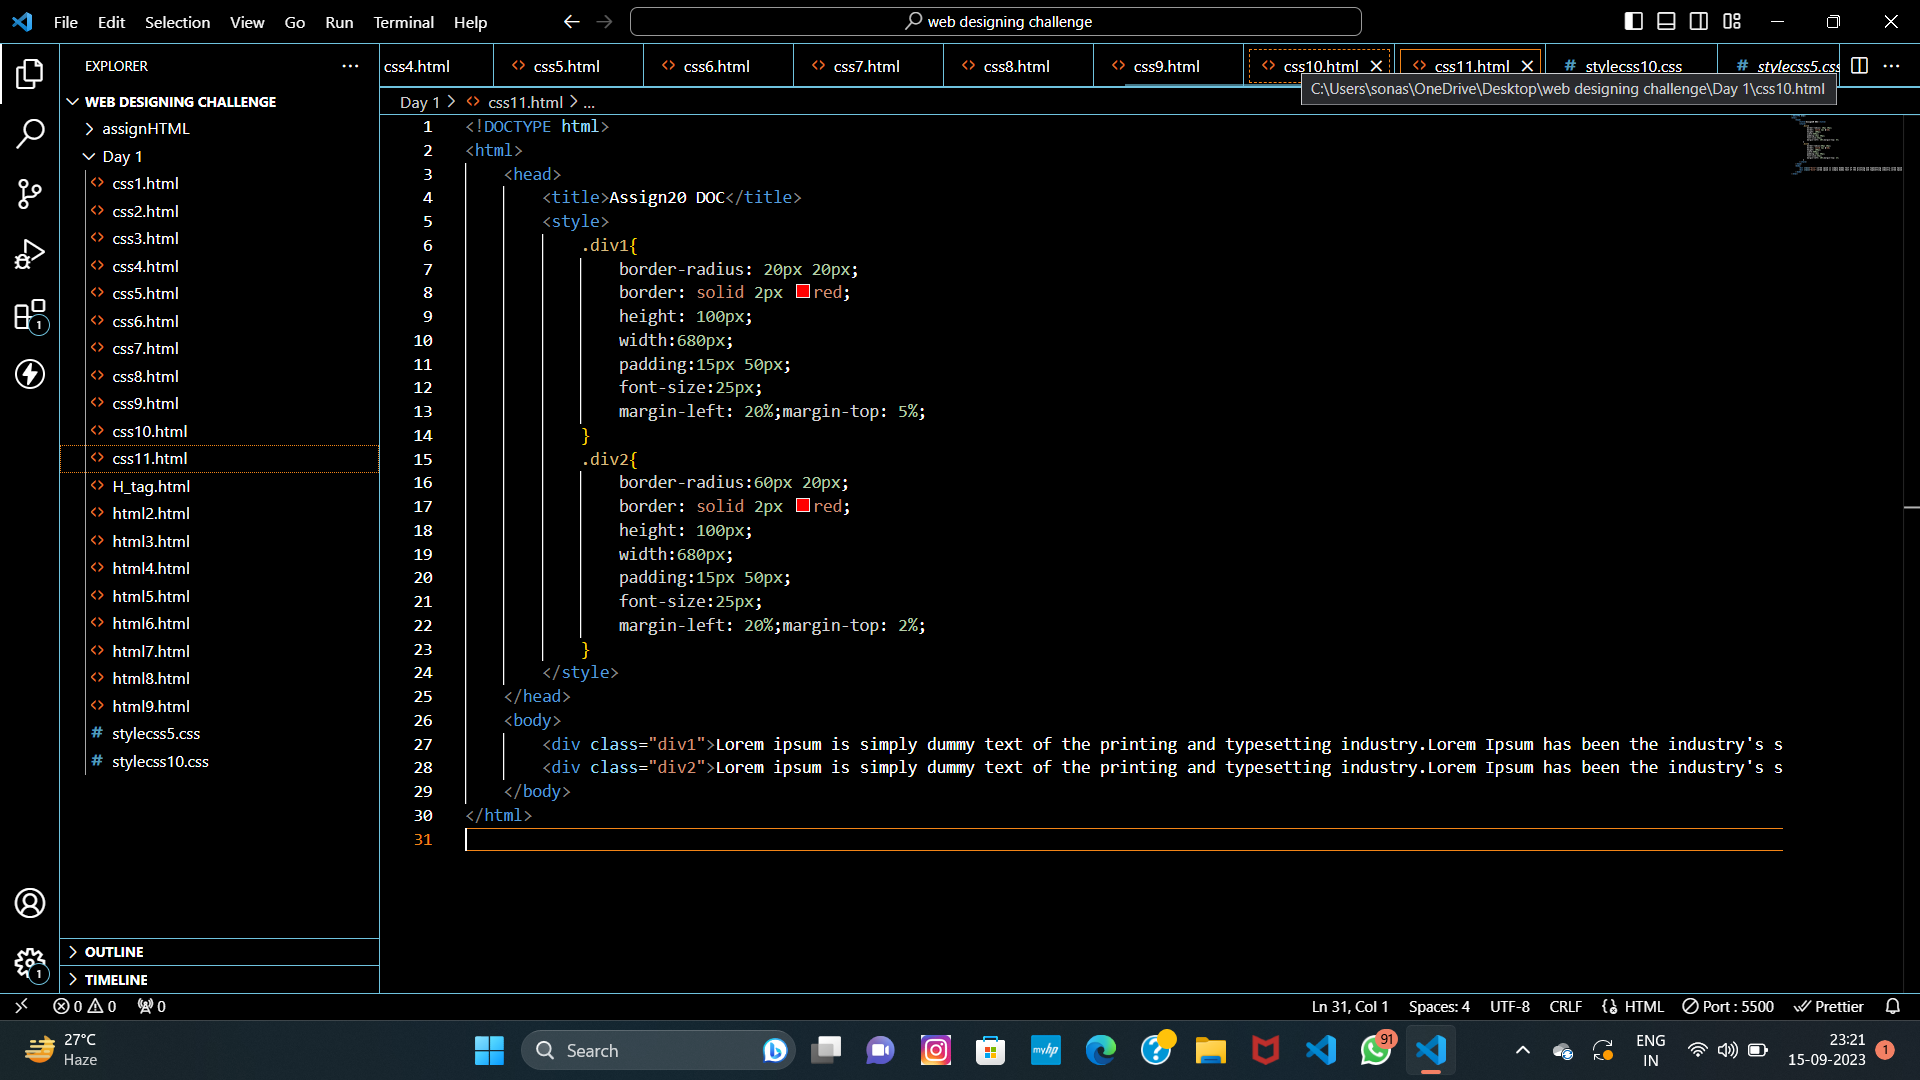 File Edit Selection View Go Run Terminal Help
web designing challenge
EXPLORER
css4.html css5.html css6.html css7.html css8.html css9.html css10.html css11.html stylecss10.css stylecss5.css
C:\Users\sonas\OneDrive\Desktop\web designing challenge\Day 1\css10.html
Day 1 > css11.html > ...
WEB DESIGNING CHALLENGE
assignHTML
Day 1
css1.html
css2.html
css3.html
css4.html
css5.html
css6.html
css7.html
css8.html
css9.html
css10.html
css11.html
H_tag.html
html2.html
html3.html
html4.html
html5.html
html6.html
html7.html
html8.html
html9.html
stylecss5.css
stylecss10.css
OUTLINE
TIMELINE
1 <!DOCTYPE html>
2 <html>
3 <head>
4 <title>Assign20 DOC</title>
5 <style>
6 .div1{
7 border-radius: 20px 20px;
8 border: solid 2px red;
9 height: 100px;
10 width:680px;
11 padding:15px 50px;
12 font-size:25px;
13 margin-left: 20%;margin-top: 5%;
14 }
15 .div2{
16 border-radius:60px 20px;
17 border: solid 2px red;
18 height: 100px;
19 width:680px;
20 padding:15px 50px;
21 font-size:25px;
22 margin-left: 20%;margin-top: 2%;
23 }
24 </style>
25 </head>
26 <body>
27 <div class="div1">Lorem ipsum is simply dummy text of the printing and typesetting industry.Lorem Ipsum has been the industry's s
28 <div class="div2">Lorem ipsum is simply dummy text of the printing and typesetting industry.Lorem Ipsum has been the industry's s
29 </body>
30 </html>
31
1
1
0 0 0
Ln 31, Col 1 Spaces: 4 UTF-8 CRLF HTML Port : 5500 Prettier
27°C
Haze
Search
myhp
91
ENG
IN
23:21
15-09-2023
1